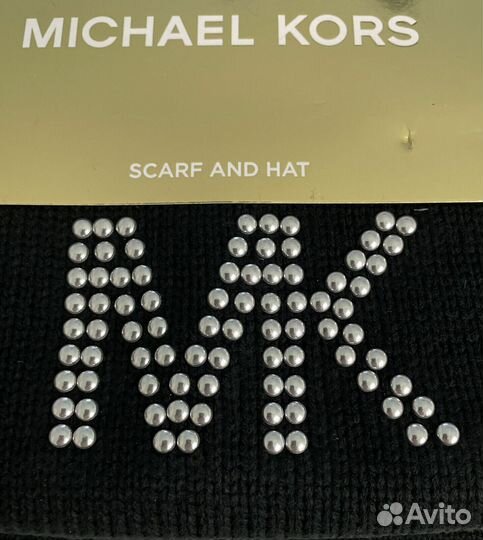 MICHAEL KORS
SCARF AND HAT
MK
Avito